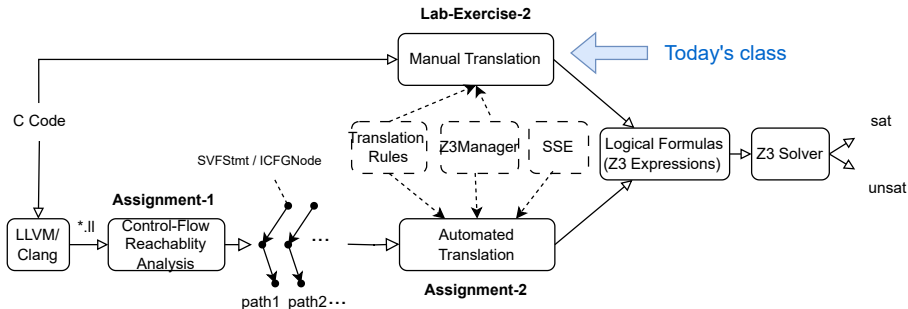 Lab-Exercise-2
Manual Translation
Today's class
C Code
Translation
Rules
Z3Manager
SSE
Logical Formulas
(Z3 Expressions)
Z3 Solver
sat
unsat
SVFStmt / ICFGNode
Assignment-1
LLVM/
Clang
*.ll
Control-Flow
Reachablity
Analysis
...
path1
path2...
Automated
Translation
Assignment-2